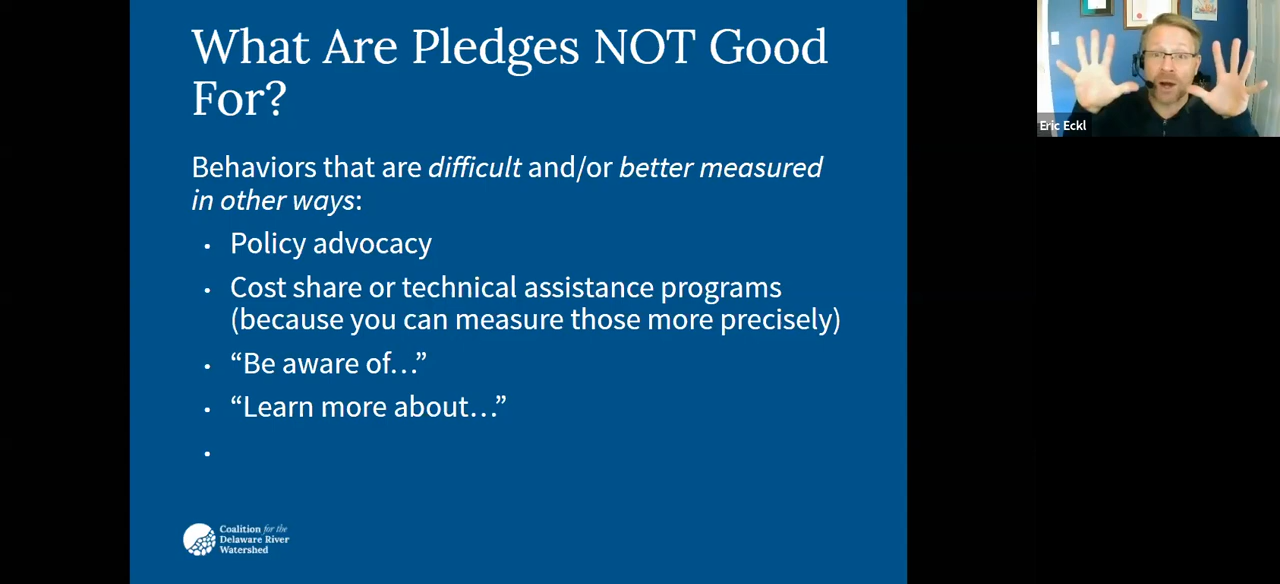 What Are Pledges NOT Good
For?
Behaviors that are difficult and/or better measured
in other ways:
• Policy advocacy
• Cost share or technical assistance programs
(because you can measure those more precisely)
• “Be aware of…”
• “Learn more about…”
•
Coalition for the
Delaware River
Watershed
Eric Eckl